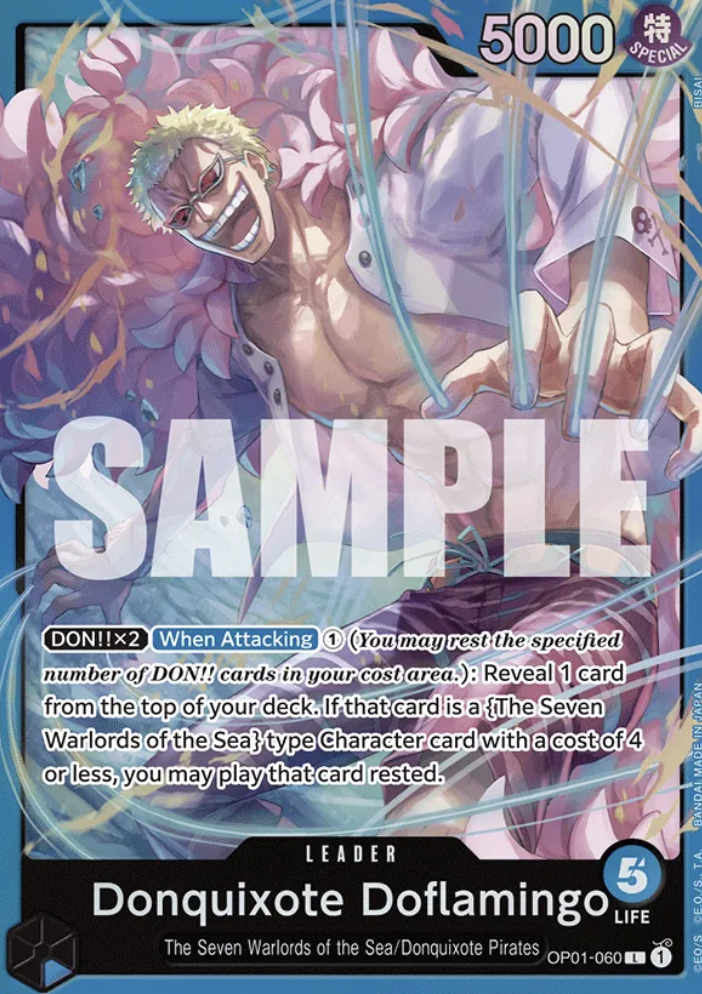 5000
特
SPECIAL
BISAI
SAMPLE
DON!!×2 When Attacking ① (You may rest the specified
number of DON!! cards in your cost area.): Reveal 1 card
from the top of your deck. If that card is a {The Seven
Warlords of the Sea} type Character card with a cost of 4
or less, you may play that card rested.
LEADER
Donquixote Doflamingo
5
LIFE
The Seven Warlords of the Sea/Donquixote Pirates
OP01-060 L 1
©E.O/S ©E.O./S., T.A. BANDAI MADE IN JAPAN